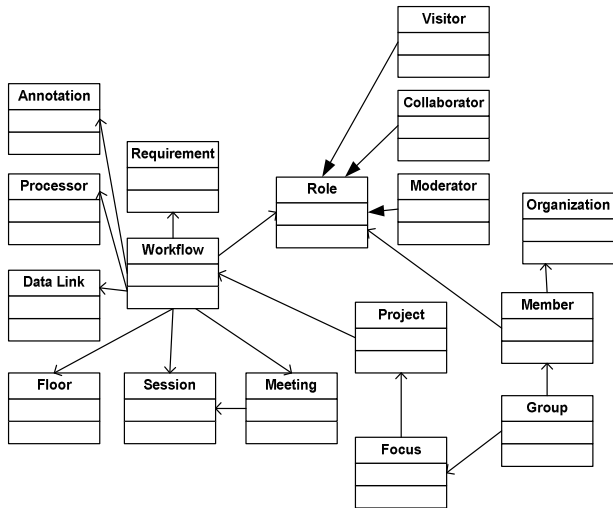 Visitor
Annotation
Collaborator
Requirement
Processor
Role
Moderator
Organization
Workflow
Data Link
Project
Member
Floor
Session
Meeting
Group
Focus